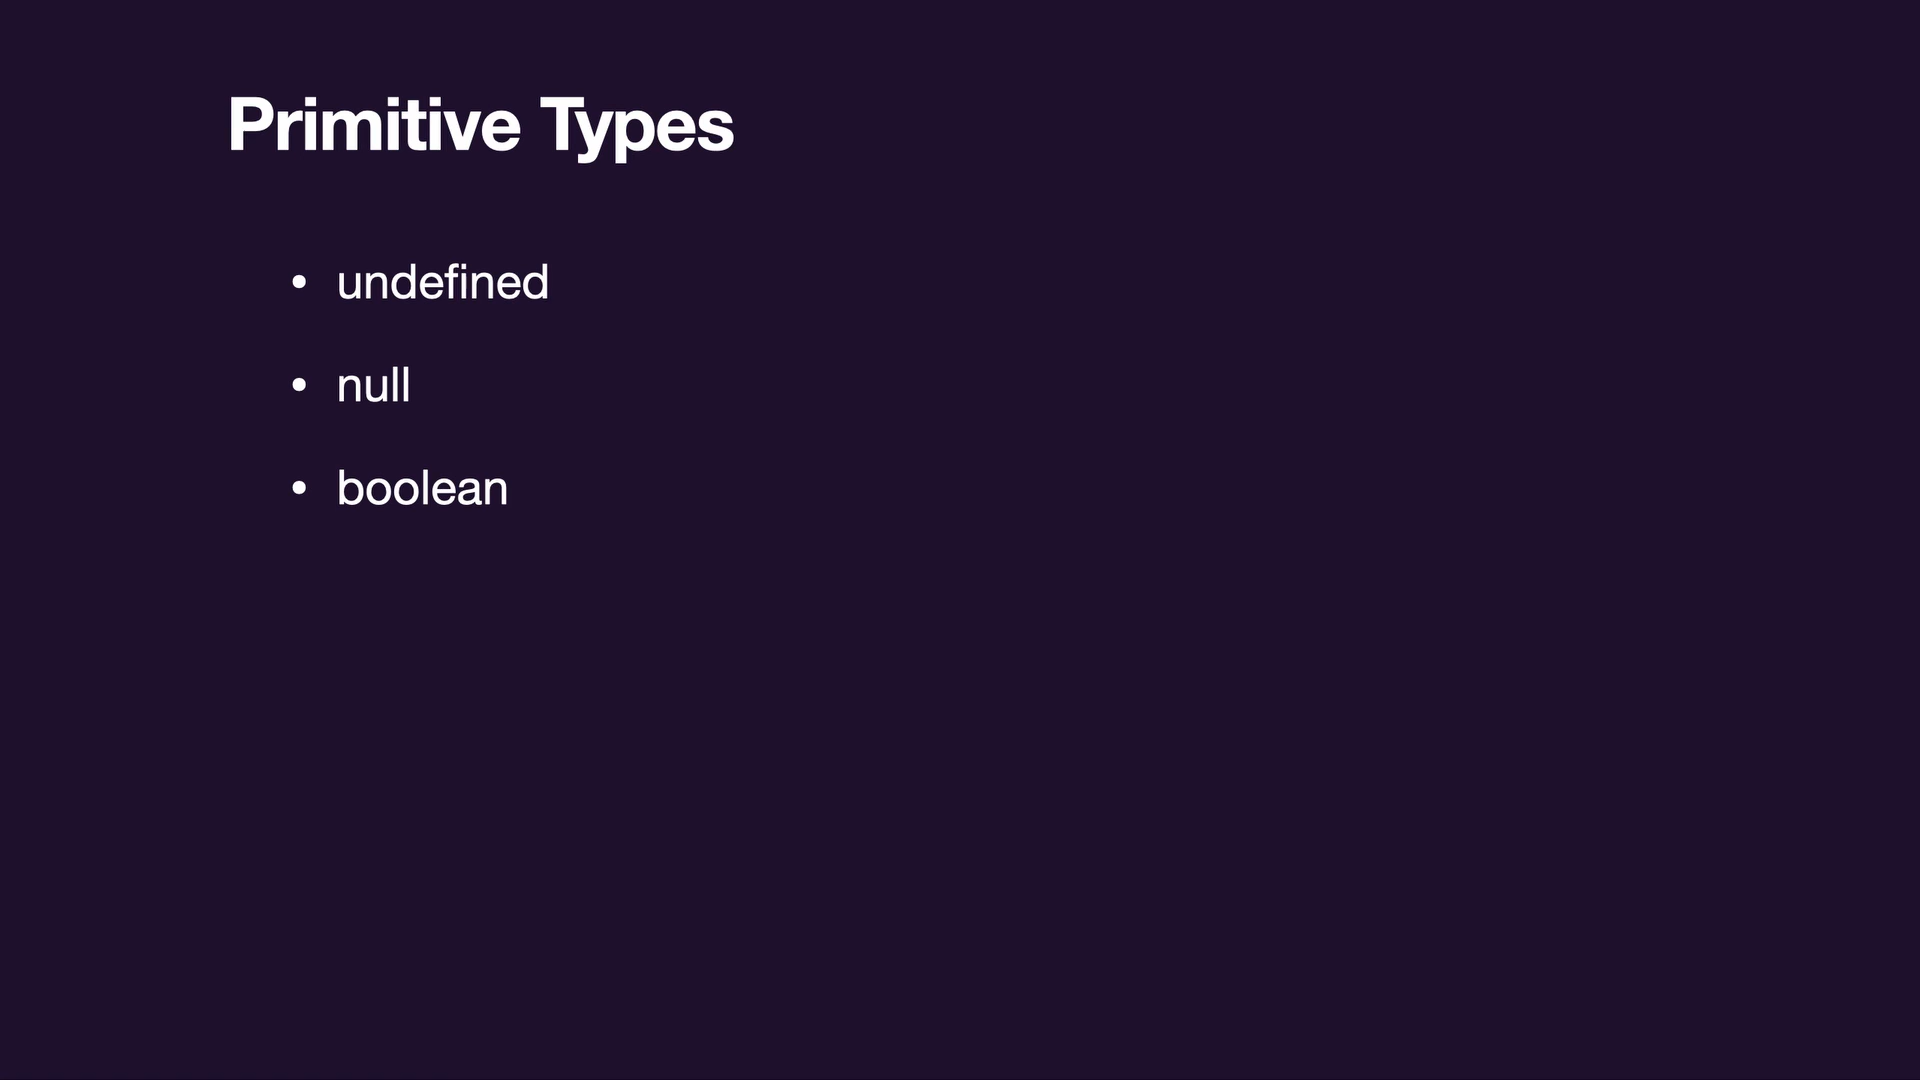 Primitive Types
• undefined
• null
• boolean